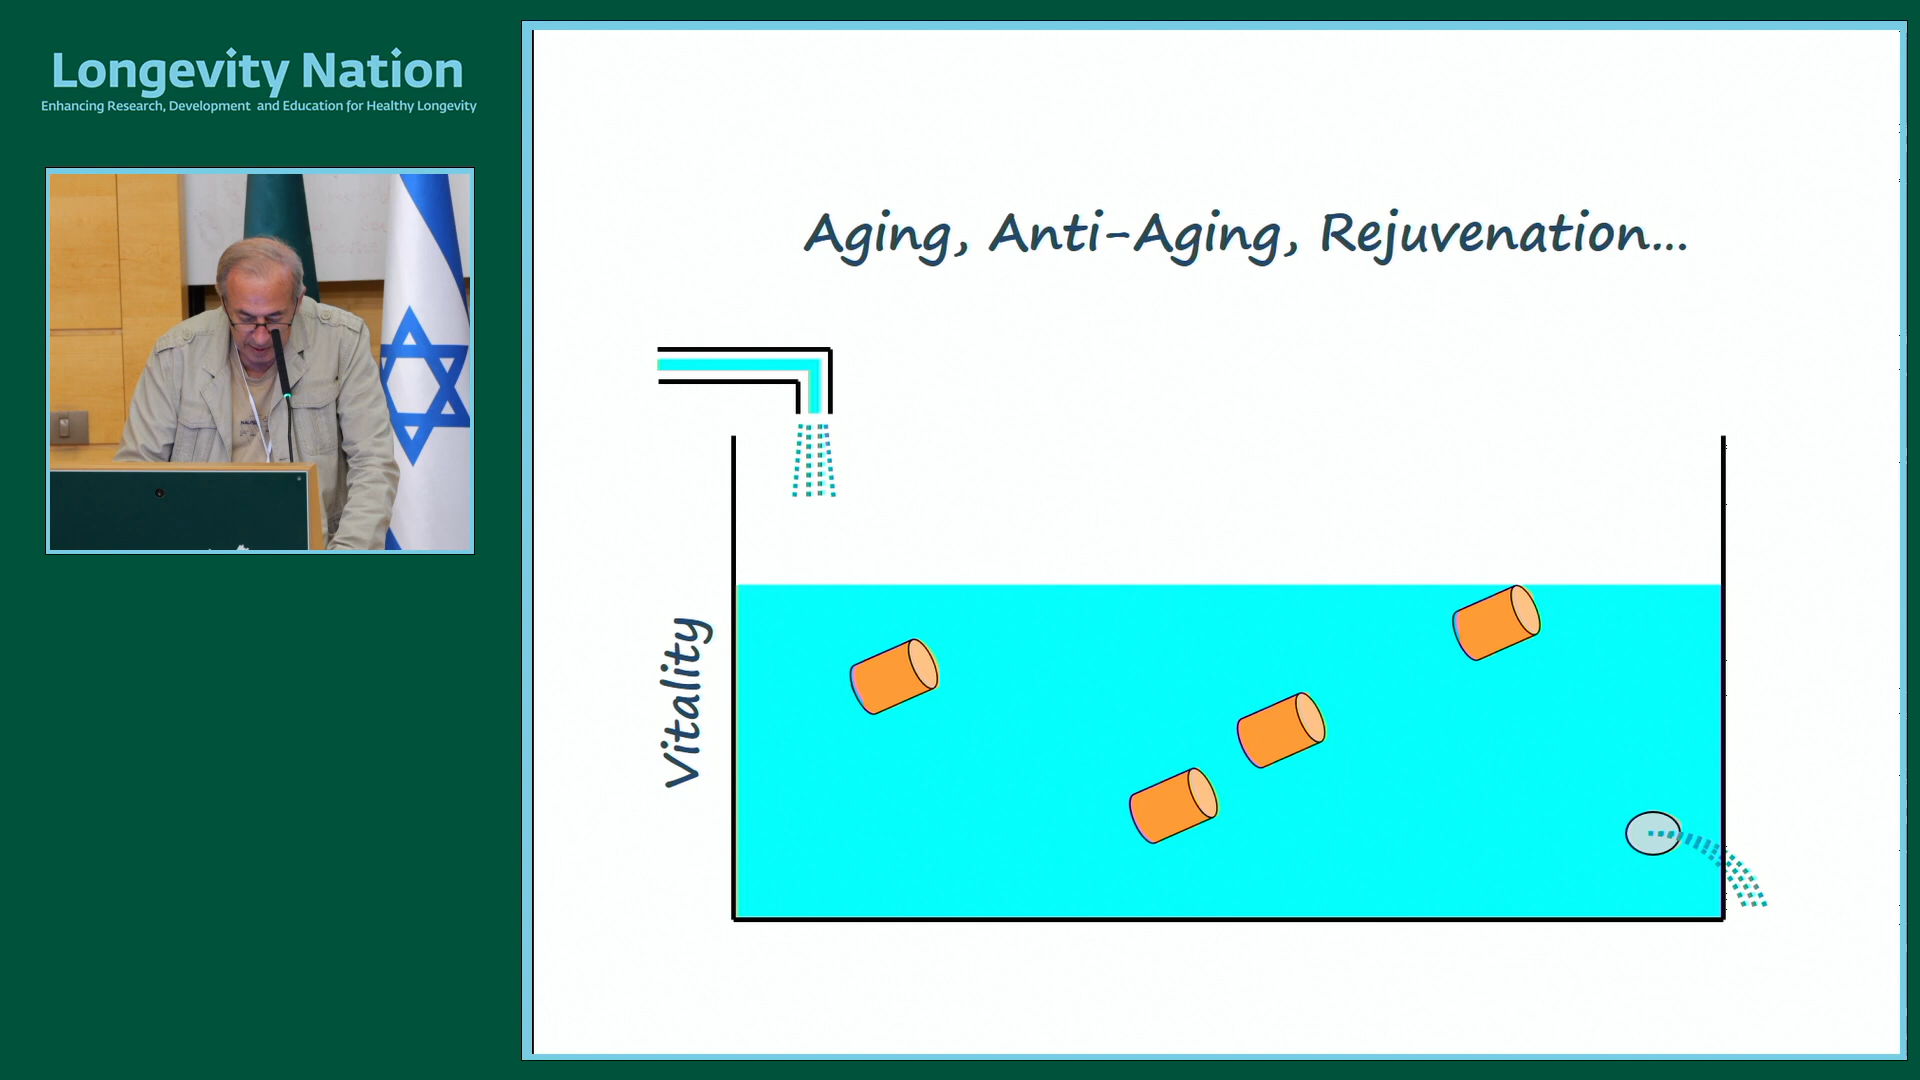 Longevity Nation
Enhancing Research, Development and Education for Healthy Longevity
Aging, Anti-Aging, Rejuvenation...
Vitality